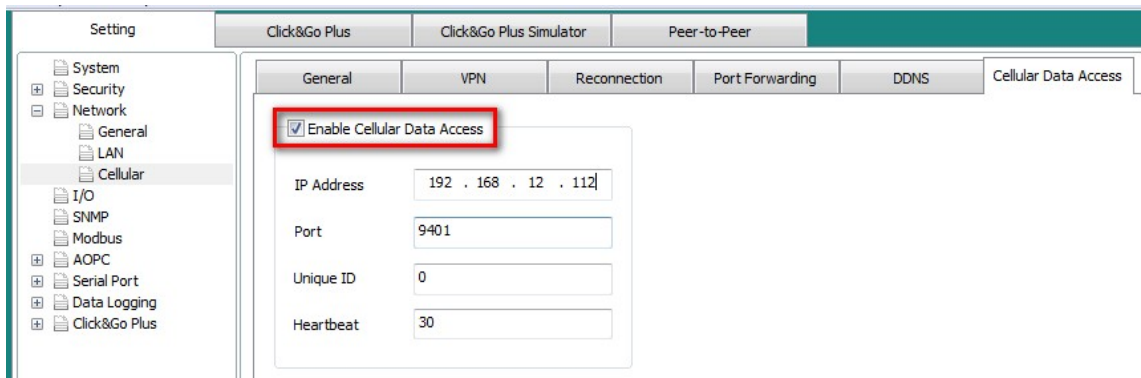 Setting Click&Go Plus Click&Go Plus Simulator Peer-to-Peer
System
Security
Network
General
LAN
Cellular
I/O
SNMP
Modbus
AOPC
Serial Port
Data Logging
Click&Go Plus
General VPN Reconnection Port Forwarding DDNS Cellular Data Access
Enable Cellular Data Access
IP Address 192 . 168 . 12 . 112
Port 9401
Unique ID 0
Heartbeat 30